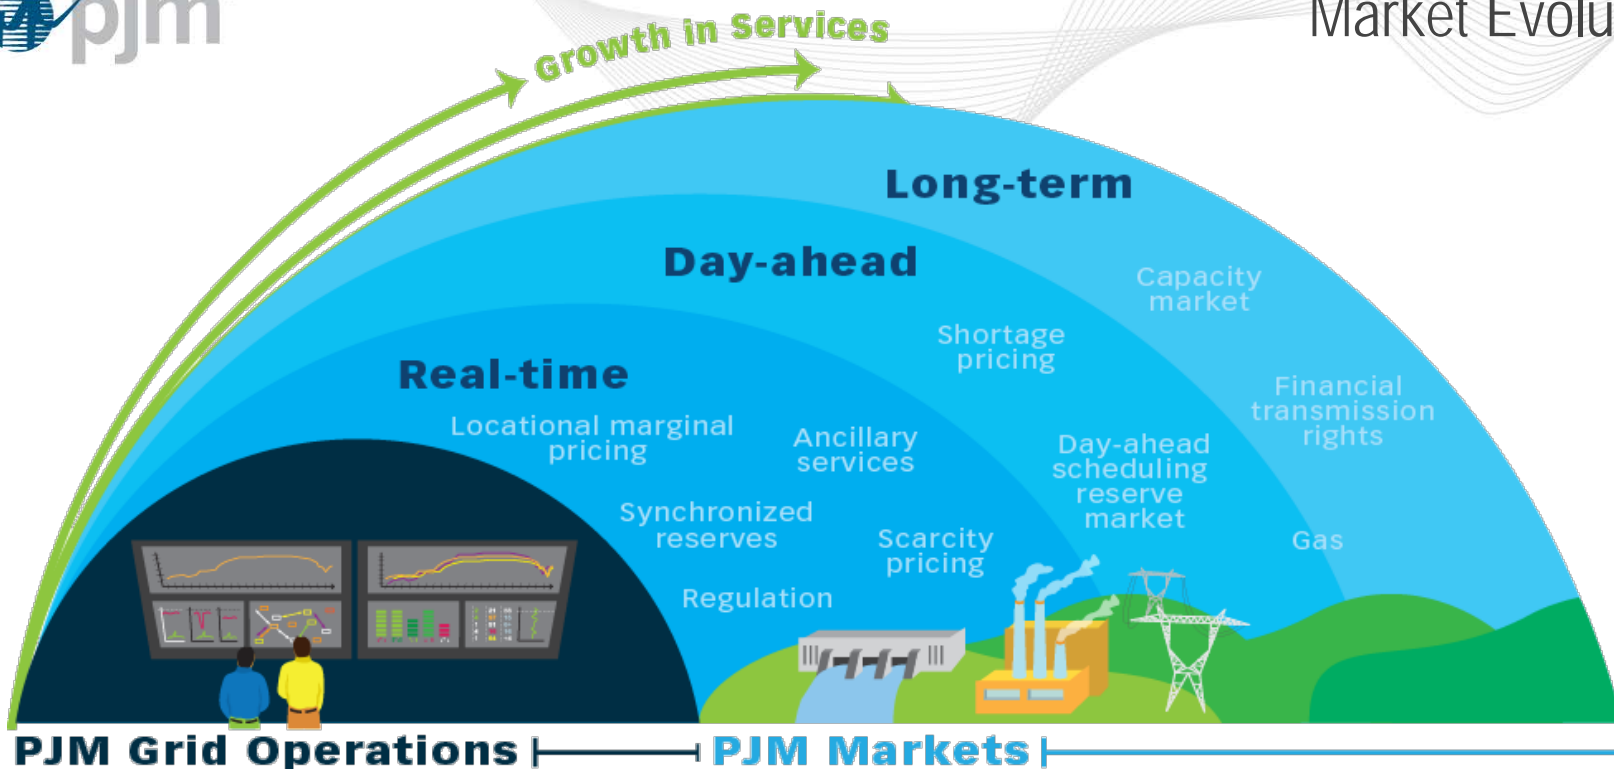 pjm
Market Evolu
Growth in Services
Long-term
Day-ahead
Capacity
market
Shortage
pricing
Real-time
Financial
transmission
rights
Locational marginal
pricing
Ancillary
services
Day-ahead
scheduling
reserve
market
Synchronized
reserves
Scarcity
pricing
Gas
Regulation
PJM Grid Operations
PJM Markets